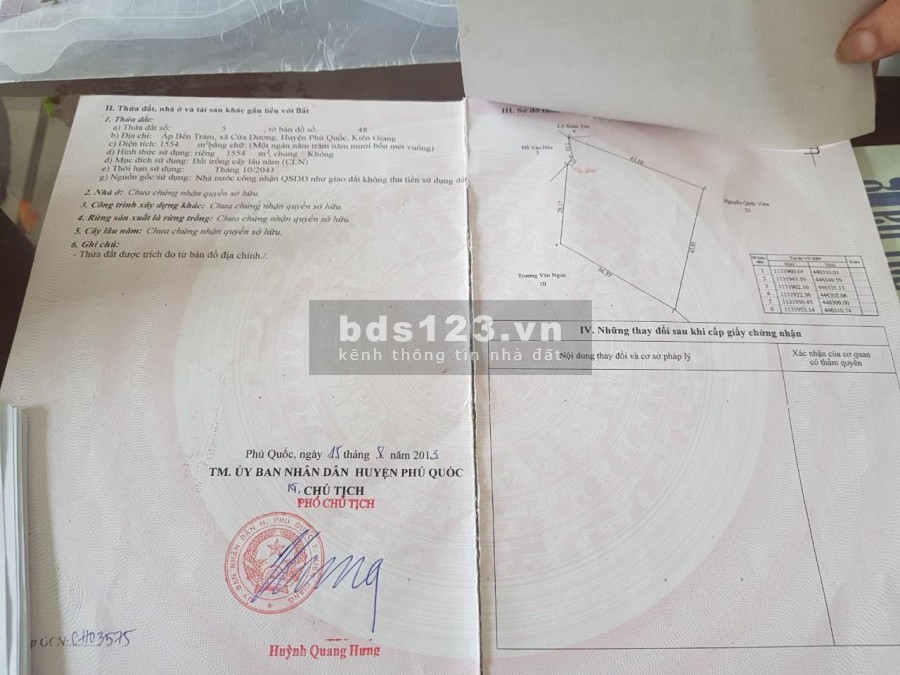 II. Thửa đất, nhà ở và tài sản khác gắn liền với đất
1. Thửa đất:
a) Thửa đất số: 5 , tờ bản đồ số: 48
b) Địa chỉ: Ấp Bến Tràm, xã Cửa Dương, Huyện Phú Quốc, Kiên Giang
c) Diện tích: 1554 m² bằng chữ: (Một ngàn năm trăm năm mươi bốn mét vuông)
d) Hình thức sử dụng: riêng 1554 m², chung Không
đ) Mục đích sử dụng: Đất trồng cây lâu năm (CLN)
e) Thời hạn sử dụng: Tháng 10/2043
g) Nguồn gốc sử dụng: Nhà nước công nhận QSDĐ như giao đất không thu tiền sử dụng đất
2. Nhà ở: Chưa chứng nhận quyền sở hữu.
3. Công trình xây dựng khác: Chưa chứng nhận quyền sở hữu.
4. Rừng sản xuất là rừng trồng: Chưa chứng nhận quyền sở hữu.
5. Cây lâu năm: Chưa chứng nhận quyền sở hữu.
6. Ghi chú:
- Thửa đất được trích đo từ bản đồ địa chính./.
Phú Quốc, ngày 15 tháng 8 năm 2013
TM. ỦY BAN NHÂN DÂN HUYỆN PHÚ QUỐC
KT. CHỦ TỊCH
PHÓ CHỦ TỊCH
Huỳnh Quang Hưng
GCN: CH03575
III. Sơ đồ
Đỗ Văn Hòa
Nguyễn Quốc Viễn
Trương Văn Ngọc
10
IV. Những thay đổi sau khi cấp giấy chứng nhận
Nội dung thay đổi và cơ sở pháp lý
Xác nhận của cơ quan
có thẩm quyền
bds123.vn
kênh thông tin nhà đất